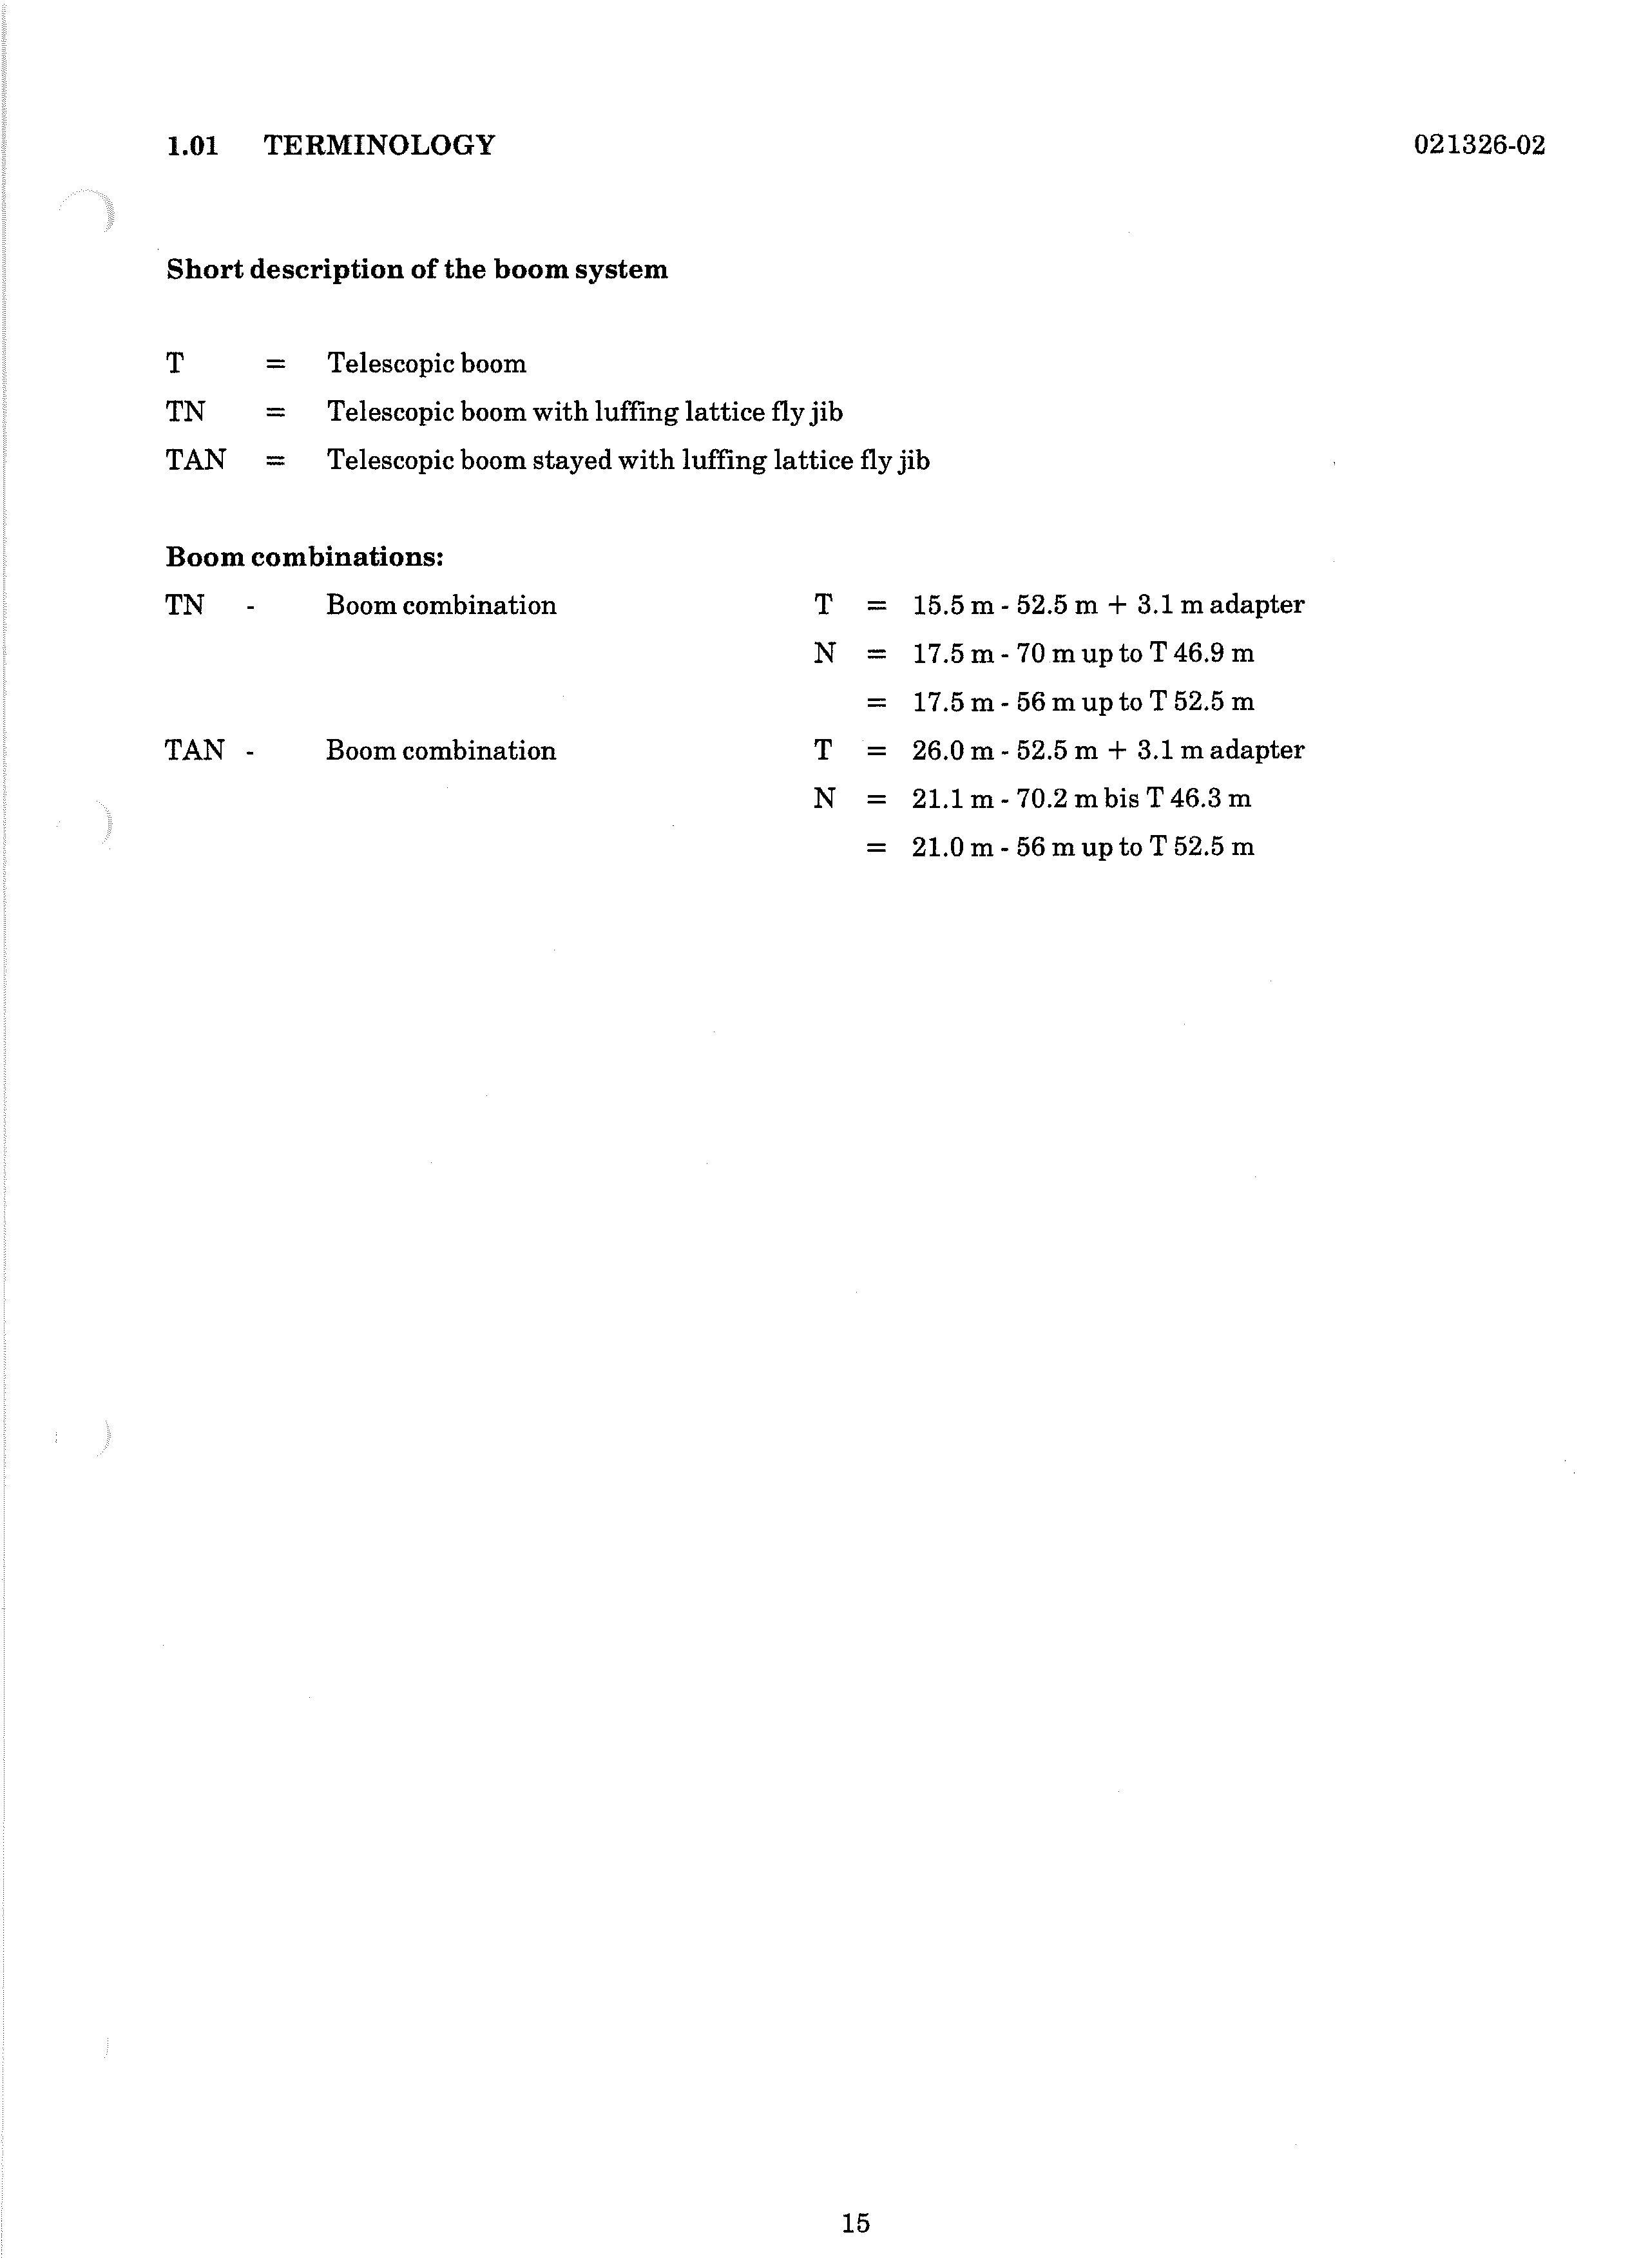 1.01 TERMINOLOGY 021326-02
Short description of the boom system
T = Telescopic boom
TN = Telescopic boom with luffing lattice fly jib
TAN = Telescopic boom stayed with luffing lattice fly jib
Boom combinations:
TN - Boom combination T = 15.5 m - 52.5 m + 3.1 m adapter
N = 17.5 m - 70 m up to T 46.9 m
= 17.5 m - 56 m up to T 52.5 m
TAN - Boom combination T = 26.0 m - 52.5 m + 3.1 m adapter
N = 21.1 m - 70.2 m bis T 46.3 m
= 21.0 m - 56 m up to T 52.5 m
15